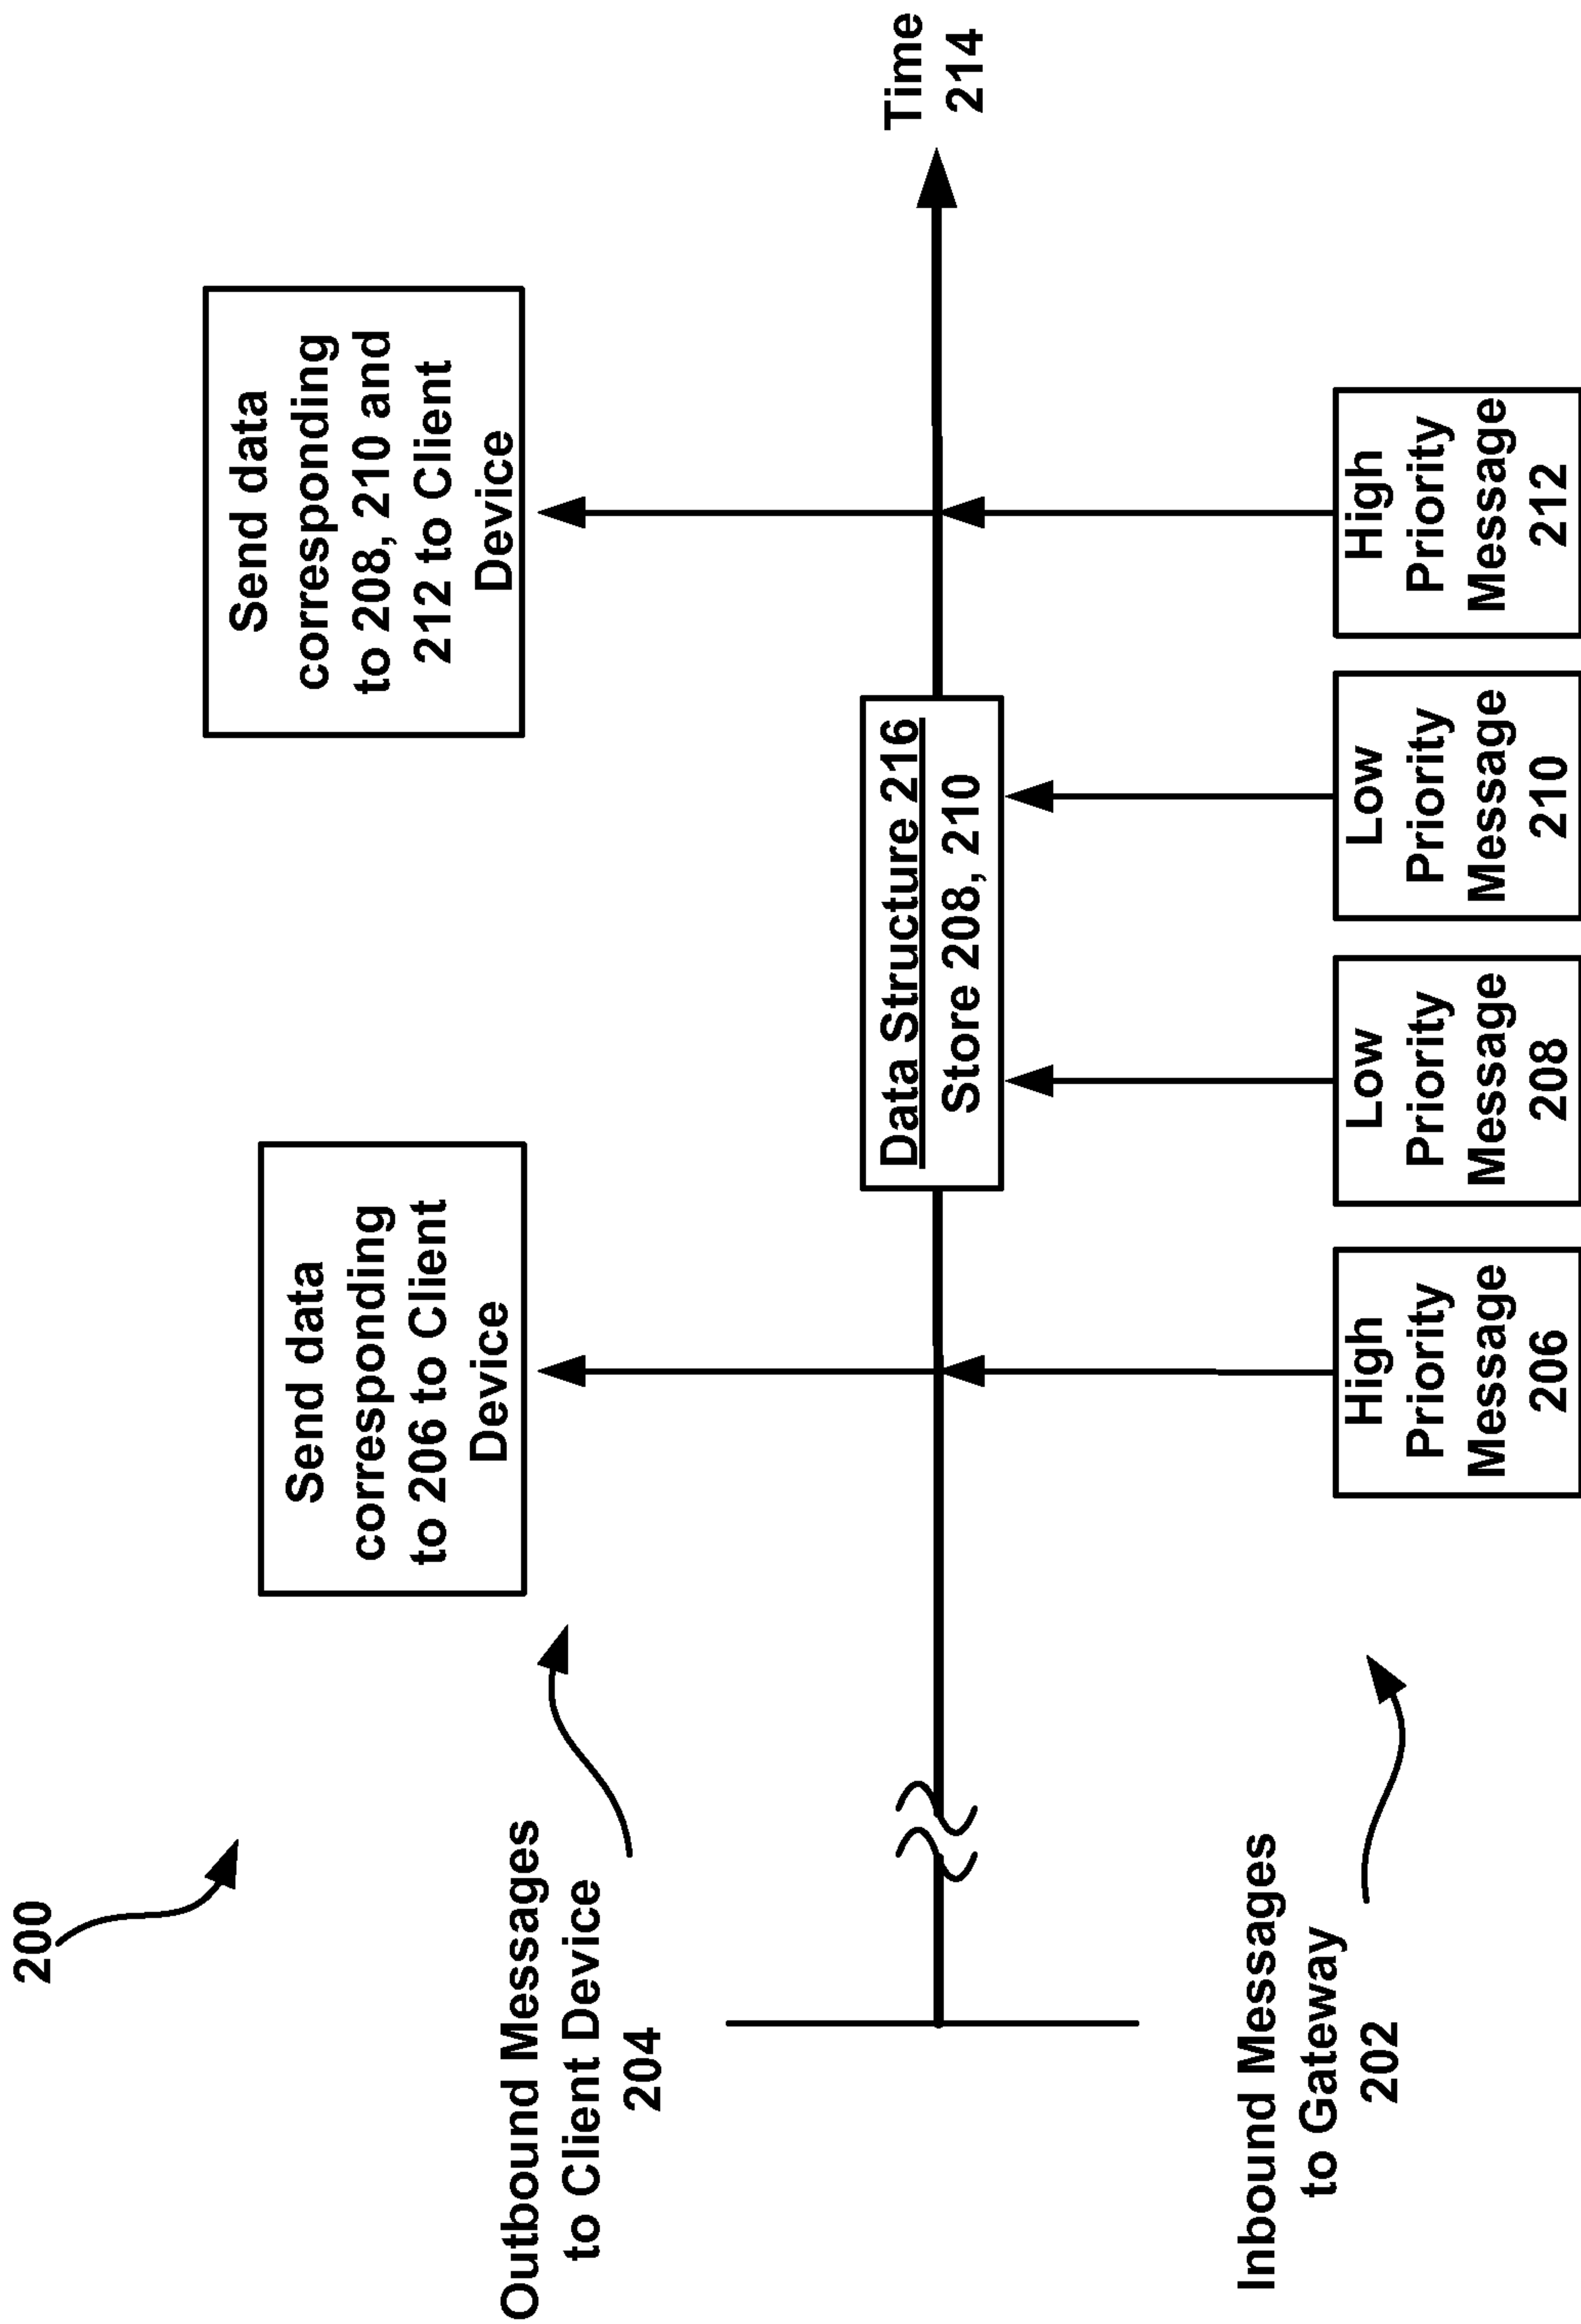 200
Outbound Messages
to Client Device
204
Send data
corresponding
to 206 to Client
Device
Send data
corresponding
to 208, 210 and
212 to Client
Device
Data Structure 216
Store 208, 210
Time
214
Inbound Messages
to Gateway
202
High
Priority
Message
206
Low
Priority
Message
208
Low
Priority
Message
210
High
Priority
Message
212